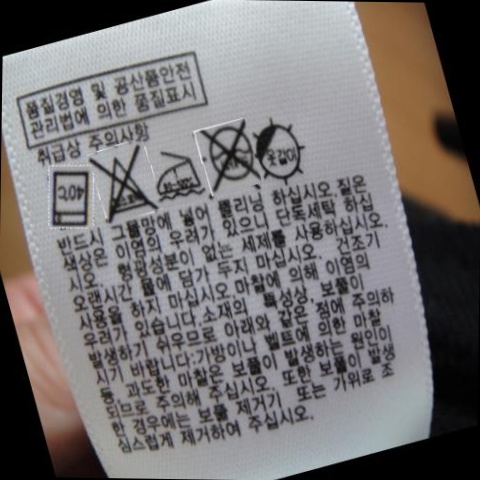 품질경영 및 공산품안전
관리법에 의한 품질표시
취급상 주의사항
40℃
옷걸이
반드시 그물망에 넣어 클리닝 하십시오 짙은
색상은 이염의 우려가 있으니 단독세탁 하십
시오. 형광성분이 없는 세제를 사용하십시오.
오랜시간 물에 담가 두지 마십시오. 건조기
사용을 하지 마십시오. 마찰에 의해 이염의
우려가 있습니다. 소재의 특성상, 보풀이
발생하기 쉬우므로 아래와 같은 점에 주의하
시기 바랍니다. 가방이나 벨트에 의한 마찰
등, 과도한 마찰은 보풀이 발생하는 원인이
되므로 주의해 주십시오. 또한 보풀이 발생
한 경우에는 보풀 제거기 또는 가위로 조
심스럽게 제거하여 주십시오.